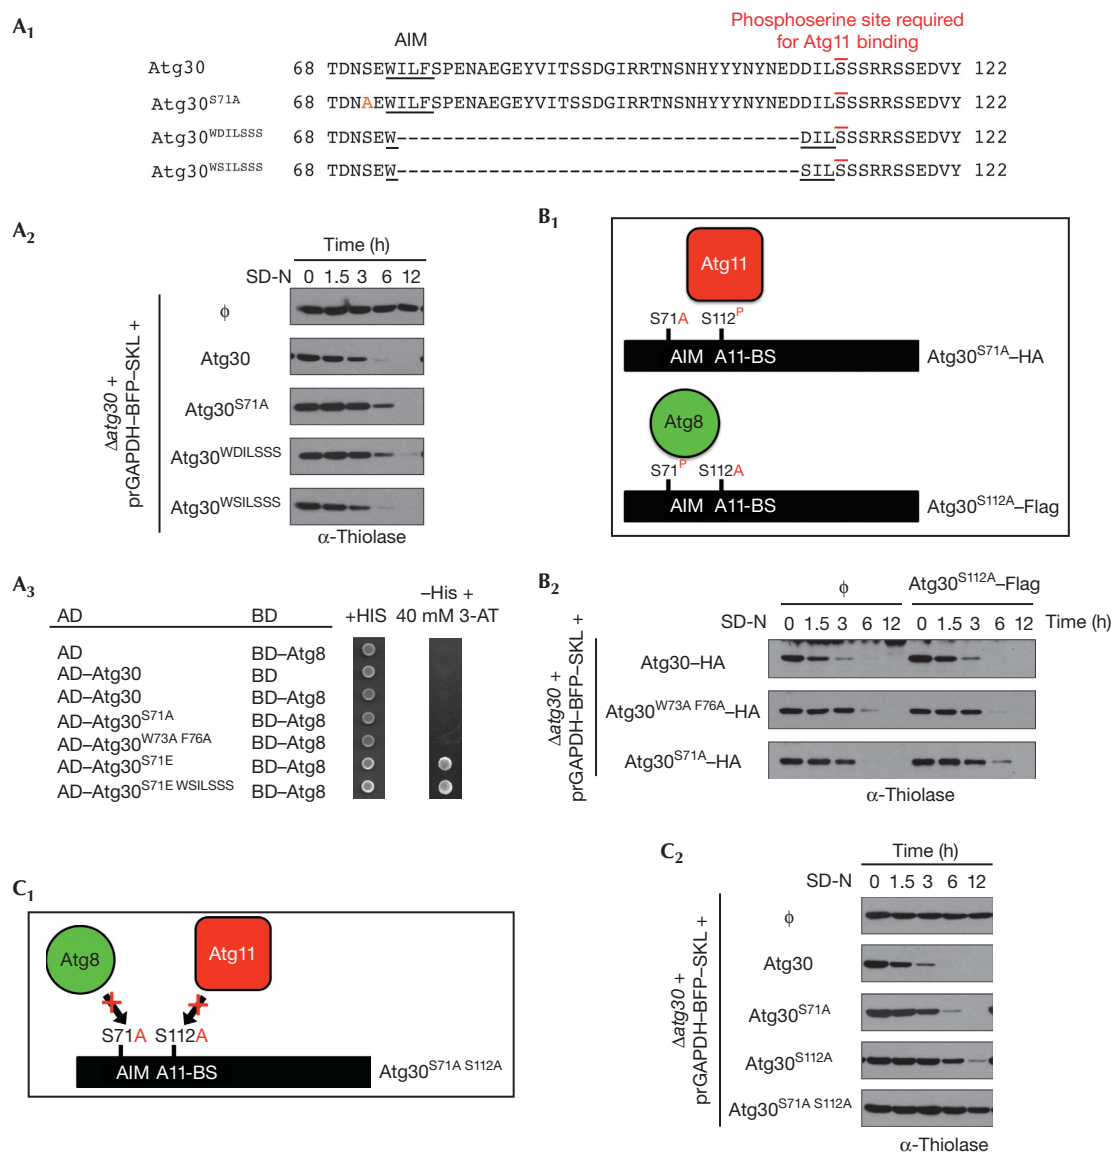 A1
AIM
Phosphoserine site required
for Atg11 binding
Atg30 68 TDNSEWILFSPENAEGEYVITSSDGIRRTNSNHYYYNYNEDDILSSSRRSSEDVY 122
Atg30S71A 68 TDNAEWILFSPENAEGEYVITSSDGIRRTNSNHYYYNYNEDDILSSSRRSSEDVY 122
Atg30WDILSSS 68 TDNSEW----------------------------------DILSSSRRSSEDVY 122
Atg30WSILSSS 68 TDNSEW----------------------------------SILSSSRRSSEDVY 122
A2
Time (h)
SD-N 0 1.5 3 6 12
Δatg30 +
prGAPDH–BFP–SKL +
ϕ
Atg30
Atg30S71A
Atg30WDILSSS
Atg30WSILSSS
α-Thiolase
B1
Atg11
S71A S112P
AIM A11-BS
Atg30S71A–HA
Atg8
S71P S112A
AIM A11-BS
Atg30S112A–Flag
A3
AD BD +HIS –His +
40 mM 3-AT
AD BD–Atg8
AD–Atg30 BD
AD–Atg30 BD–Atg8
AD–Atg30S71A BD–Atg8
AD–Atg30W73A F76A BD–Atg8
AD–Atg30S71E BD–Atg8
AD–Atg30S71E WSILSSS BD–Atg8
B2
ϕ Atg30S112A–Flag
SD-N 0 1.5 3 6 12 0 1.5 3 6 12 Time (h)
Δatg30 +
prGAPDH–BFP–SKL +
Atg30–HA
Atg30W73A F76A–HA
Atg30S71A–HA
α-Thiolase
C1
Atg8
Atg11
S71A S112A
AIM A11-BS
Atg30S71A S112A
C2
Time (h)
SD-N 0 1.5 3 6 12
Δatg30 +
prGAPDH–BFP–SKL +
ϕ
Atg30
Atg30S71A
Atg30S112A
Atg30S71A S112A
α-Thiolase